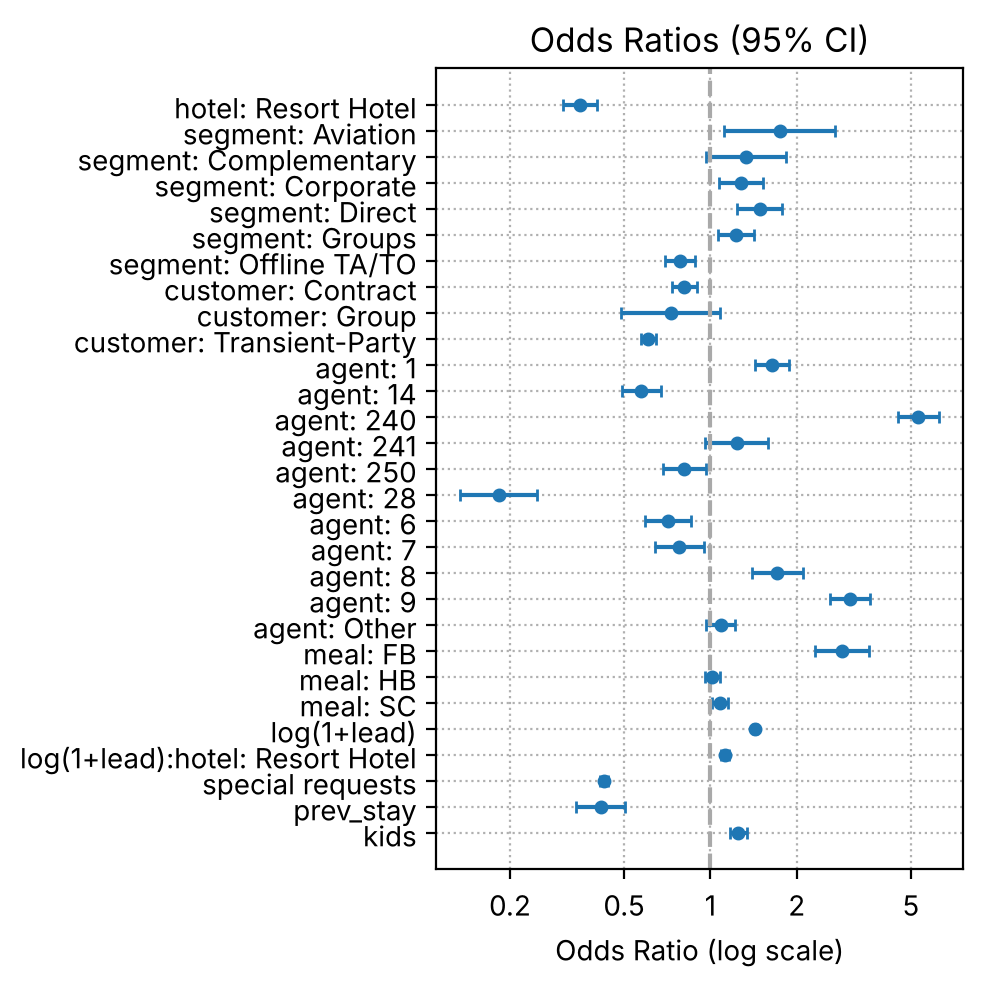 Odds Ratios (95% CI)
hotel: Resort Hotel
segment: Aviation
segment: Complementary
segment: Corporate
segment: Direct
segment: Groups
segment: Offline TA/TO
customer: Contract
customer: Group
customer: Transient-Party
agent: 1
agent: 14
agent: 240
agent: 241
agent: 250
agent: 28
agent: 6
agent: 7
agent: 8
agent: 9
agent: Other
meal: FB
meal: HB
meal: SC
log(1+lead)
log(1+lead):hotel: Resort Hotel
special requests
prev_stay
kids
0.2 0.5 1 2 5
Odds Ratio (log scale)